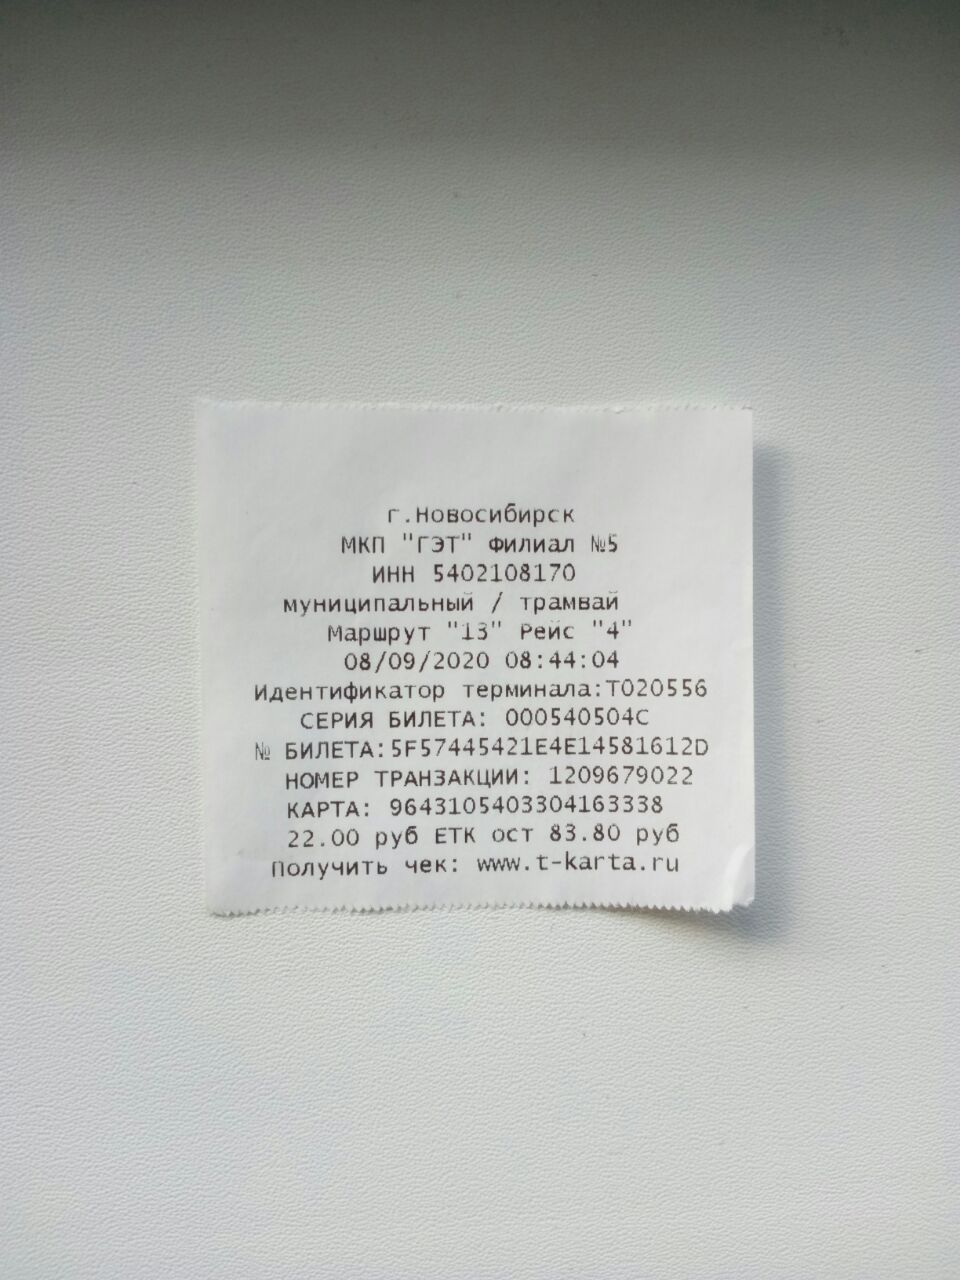 г.Новосибирск
МКП "ГЭТ" Филиал №5
ИНН 5402108170
муниципальный / трамвай
Маршрут "13" Рейс "4"
08/09/2020 08:44:04
Идентификатор терминала:T020556
СЕРИЯ БИЛЕТА: 000540504C
№ БИЛЕТА:5F57445421E4E14581612D
НОМЕР ТРАНЗАКЦИИ: 1209679022
КАРТА: 9643105403304163338
22.00 руб ЕТК ост 83.80 руб
Получить чек: www.t-karta.ru